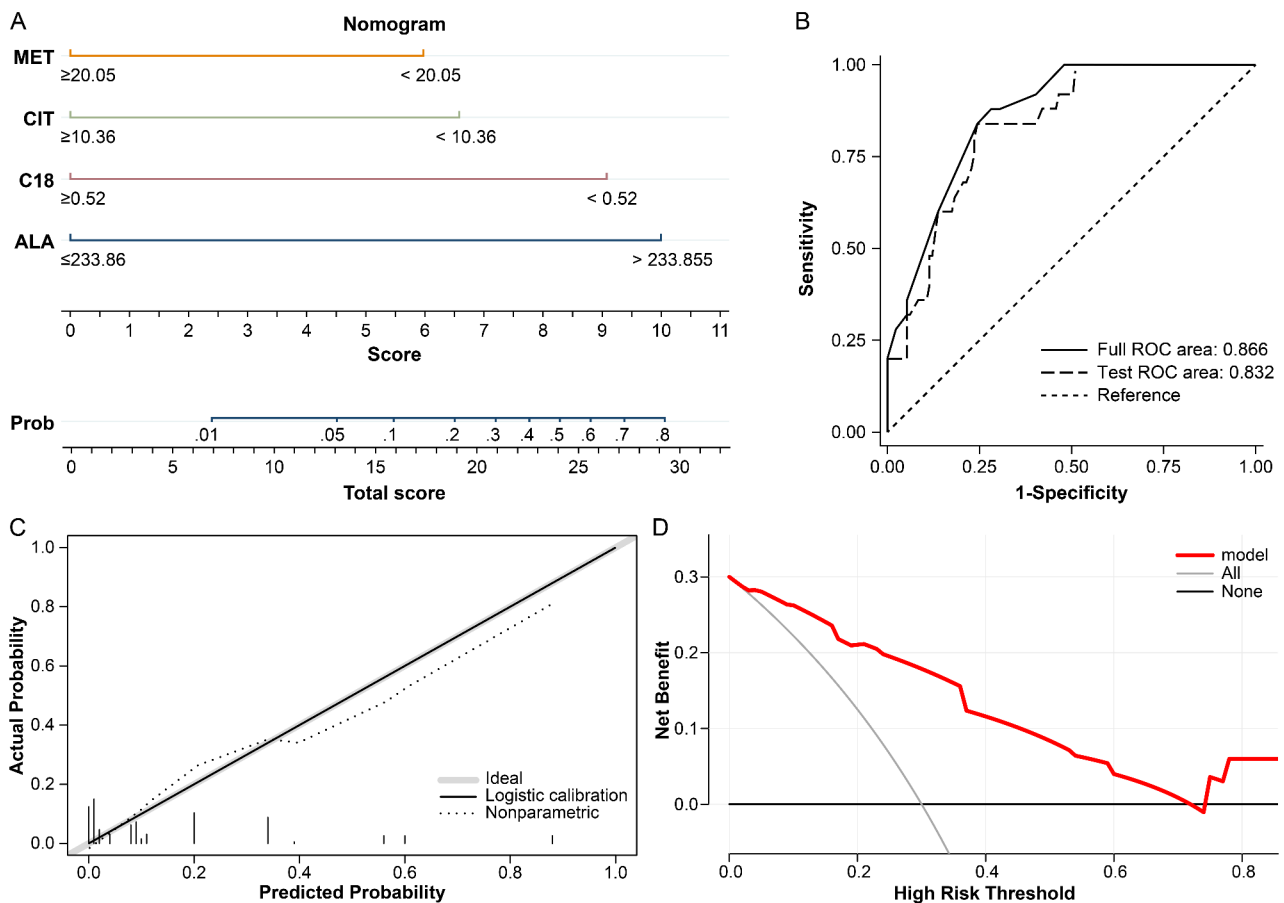 A
Nomogram
MET
≥20.05 < 20.05
CIT
≥10.36 < 10.36
C18
≥0.52 < 0.52
ALA
≤233.86 > 233.855
0 1 2 3 4 5 6 7 8 9 10 11
Score
Prob
.01 .05 .1 .2 .3 .4 .5 .6 .7 .8
0 5 10 15 20 25 30
Total score
B
Sensitivity
1.00
0.75
0.50
0.25
0.00
Full ROC area: 0.866
Test ROC area: 0.832
Reference
0.00 0.25 0.50 0.75 1.00
1-Specificity
C
Actual Probability
1.0
0.8
0.6
0.4
0.2
0.0
Ideal
Logistic calibration
Nonparametric
0.0 0.2 0.4 0.6 0.8 1.0
Predicted Probability
D
Net Benefit
0.3
0.2
0.1
0.0
model
All
None
0.0 0.2 0.4 0.6 0.8
High Risk Threshold